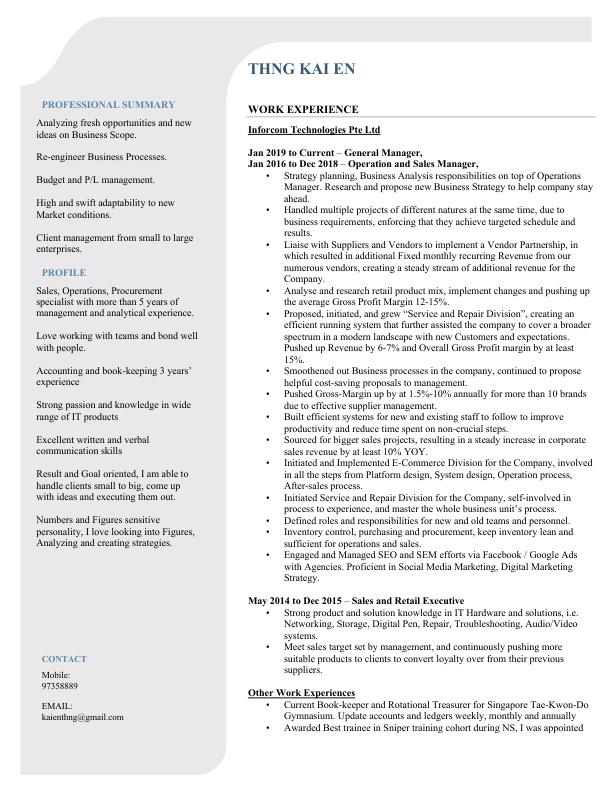 THNG KAI EN
PROFESSIONAL SUMMARY
Analyzing fresh opportunities and new
ideas on Business Scope.
Re-engineer Business Processes.
Budget and P/L management.
High and swift adaptability to new
Market conditions.
Client management from small to large
enterprises.
PROFILE
Sales, Operations, Procurement
specialist with more than 5 years of
management and analytical experience.
Love working with teams and bond well
with people.
Accounting and book-keeping 3 years’
experience
Strong passion and knowledge in wide
range of IT products
Excellent written and verbal
communication skills
Result and Goal oriented, I am able to
handle clients small to big, come up
with ideas and executing them out.
Numbers and Figures sensitive
personality, I love looking into Figures,
Analyzing and creating strategies.
CONTACT
Mobile:
97358889
EMAIL:
kaienthng@gmail.com
WORK EXPERIENCE
Inforcom Technologies Pte Ltd
Jan 2019 to Current – General Manager,
Jan 2016 to Dec 2018 – Operation and Sales Manager,
• Strategy planning, Business Analysis responsibilities on top of Operations
Manager. Research and propose new Business Strategy to help company stay
ahead.
• Handled multiple projects of different natures at the same time, due to
business requirements, enforcing that they achieve targeted schedule and
results.
• Liaise with Suppliers and Vendors to implement a Vendor Partnership, in
which resulted in additional Fixed monthly recurring Revenue from our
numerous vendors, creating a steady stream of additional revenue for the
Company.
• Analyse and research retail product mix, implement changes and pushing up
the average Gross Profit Margin 12-15%.
• Proposed, initiated, and grew “Service and Repair Division”, creating an
efficient running system that further assisted the company to cover a broader
spectrum in a modern landscape with new Customers and expectations.
Pushed up Revenue by 6-7% and Overall Gross Profit margin by at least
15%.
• Smoothened out Business processes in the company, continued to propose
helpful cost-saving proposals to management.
• Pushed Gross-Margin up by at 1.5%-10% annually for more than 10 brands
due to effective supplier management.
• Built efficient systems for new and existing staff to follow to improve
productivity and reduce time spent on non-crucial steps.
• Sourced for bigger sales projects, resulting in a steady increase in corporate
sales revenue by at least 10% YOY.
• Initiated and Implemented E-Commerce Division for the Company, involved
in all the steps from Platform design, System design, Operation process,
After-sales process.
• Initiated Service and Repair Division for the Company, self-involved in
process to experience, and master the whole business unit’s process.
• Defined roles and responsibilities for new and old teams and personnel.
• Inventory control, purchasing and procurement, keep inventory lean and
sufficient for operations and sales.
• Engaged and Managed SEO and SEM efforts via Facebook / Google Ads
with Agencies. Proficient in Social Media Marketing, Digital Marketing
Strategy.
May 2014 to Dec 2015 – Sales and Retail Executive
• Strong product and solution knowledge in IT Hardware and solutions, i.e.
Networking, Storage, Digital Pen, Repair, Troubleshooting, Audio/Video
systems.
• Meet sales target set by management, and continuously pushing more
suitable products to clients to convert loyalty over from their previous
suppliers.
Other Work Experiences
• Current Book-keeper and Rotational Treasurer for Singapore Tae-Kwon-Do
Gymnasium. Update accounts and ledgers weekly, monthly and annually
• Awarded Best trainee in Sniper training cohort during NS, I was appointed